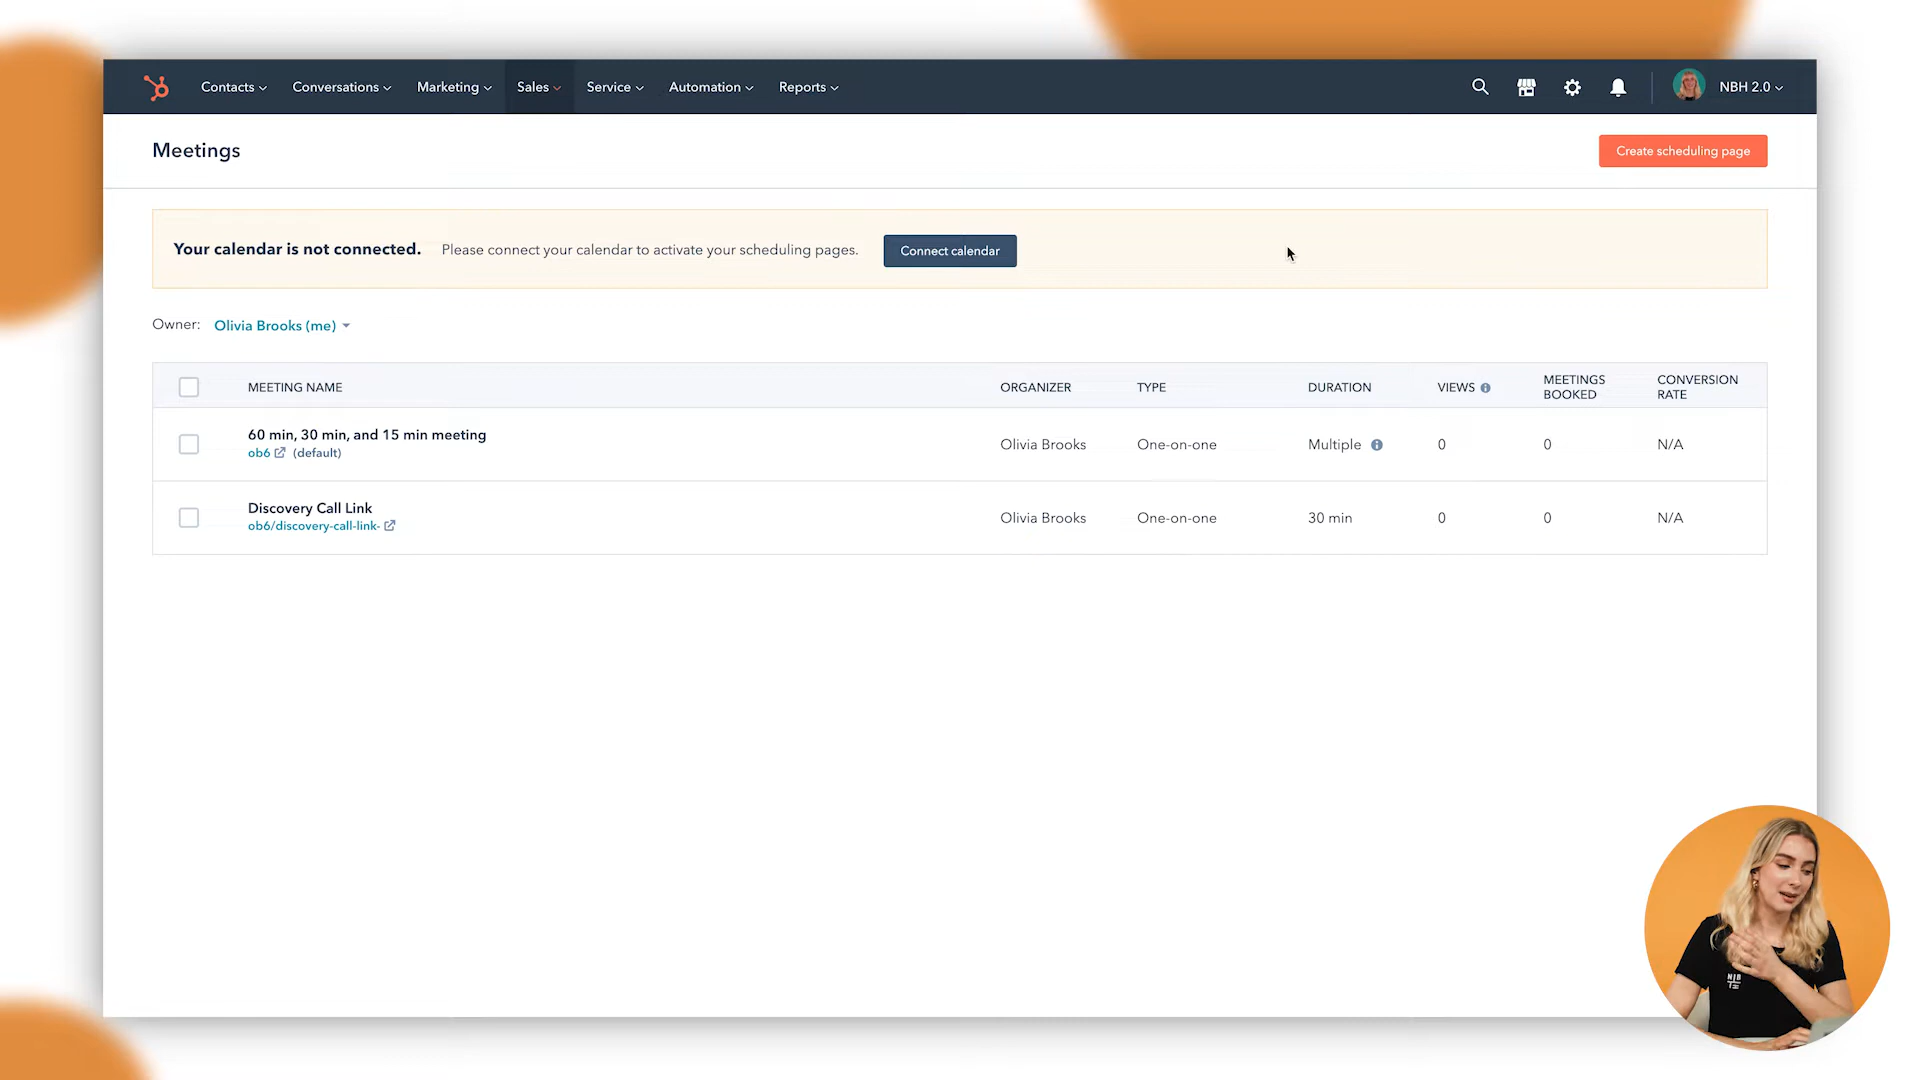 Contacts Conversations Marketing Sales Service Automation Reports NBH 2.0
Meetings
Create scheduling page
Your calendar is not connected. Please connect your calendar to activate your scheduling pages. Connect calendar
Owner: Olivia Brooks (me)
MEETING NAME ORGANIZER TYPE DURATION VIEWS MEETINGS BOOKED CONVERSION RATE
60 min, 30 min, and 15 min meeting
ob6 (default)
Olivia Brooks One-on-one Multiple 0 0 N/A
Discovery Call Link
ob6/discovery-call-link-
Olivia Brooks One-on-one 30 min 0 0 N/A